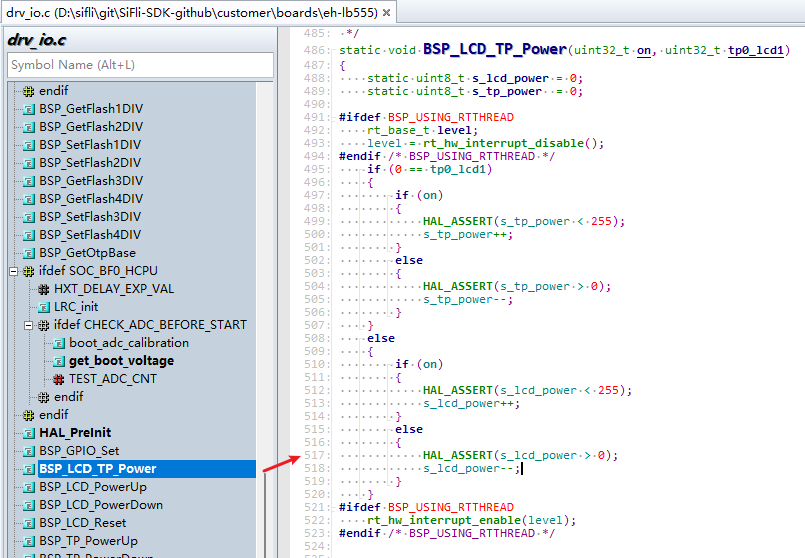 drv_io.c (D:\sifli\git\SiFli-SDK-github\customer\boards\eh-lb555)
drv_io.c
Symbol Name (Alt+L)
endif
BSP_GetFlash1DIV
BSP_GetFlash2DIV
BSP_SetFlash1DIV
BSP_SetFlash2DIV
BSP_GetFlash3DIV
BSP_GetFlash4DIV
BSP_SetFlash3DIV
BSP_SetFlash4DIV
BSP_GetOtpBase
ifdef SOC_BF0_HCPU
HXT_DELAY_EXP_VAL
LRC_init
ifdef CHECK_ADC_BEFORE_START
boot_adc_calibration
get_boot_voltage
TEST_ADC_CNT
endif
endif
HAL_PreInit
BSP_GPIO_Set
BSP_LCD_TP_Power
BSP_LCD_PowerUp
BSP_LCD_PowerDown
BSP_LCD_Reset
BSP_TP_PowerUp
BSP_TP_PowerDown
485: */
486: static void BSP_LCD_TP_Power(uint32_t on, uint32_t tp0_lcd1)
487: {
488: static uint8_t s_lcd_power = 0;
489: static uint8_t s_tp_power = 0;
490:
491: #ifdef BSP_USING_RTTHREAD
492: rt_base_t level;
493: level = rt_hw_interrupt_disable();
494: #endif /* BSP_USING_RTTHREAD */
495: if (0 == tp0_lcd1)
496: {
497: if (on)
498: {
499: HAL_ASSERT(s_tp_power < 255);
500: s_tp_power++;
501: }
502: else
503: {
504: HAL_ASSERT(s_tp_power > 0);
505: s_tp_power--;
506: }
507: }
508: else
509: {
510: if (on)
511: {
512: HAL_ASSERT(s_lcd_power < 255);
513: s_lcd_power++;
514: }
515: else
516: {
517: HAL_ASSERT(s_lcd_power > 0);
518: s_lcd_power--;
519: }
520: }
521: #ifdef BSP_USING_RTTHREAD
522: rt_hw_interrupt_enable(level);
523: #endif /* BSP_USING_RTTHREAD */
524: